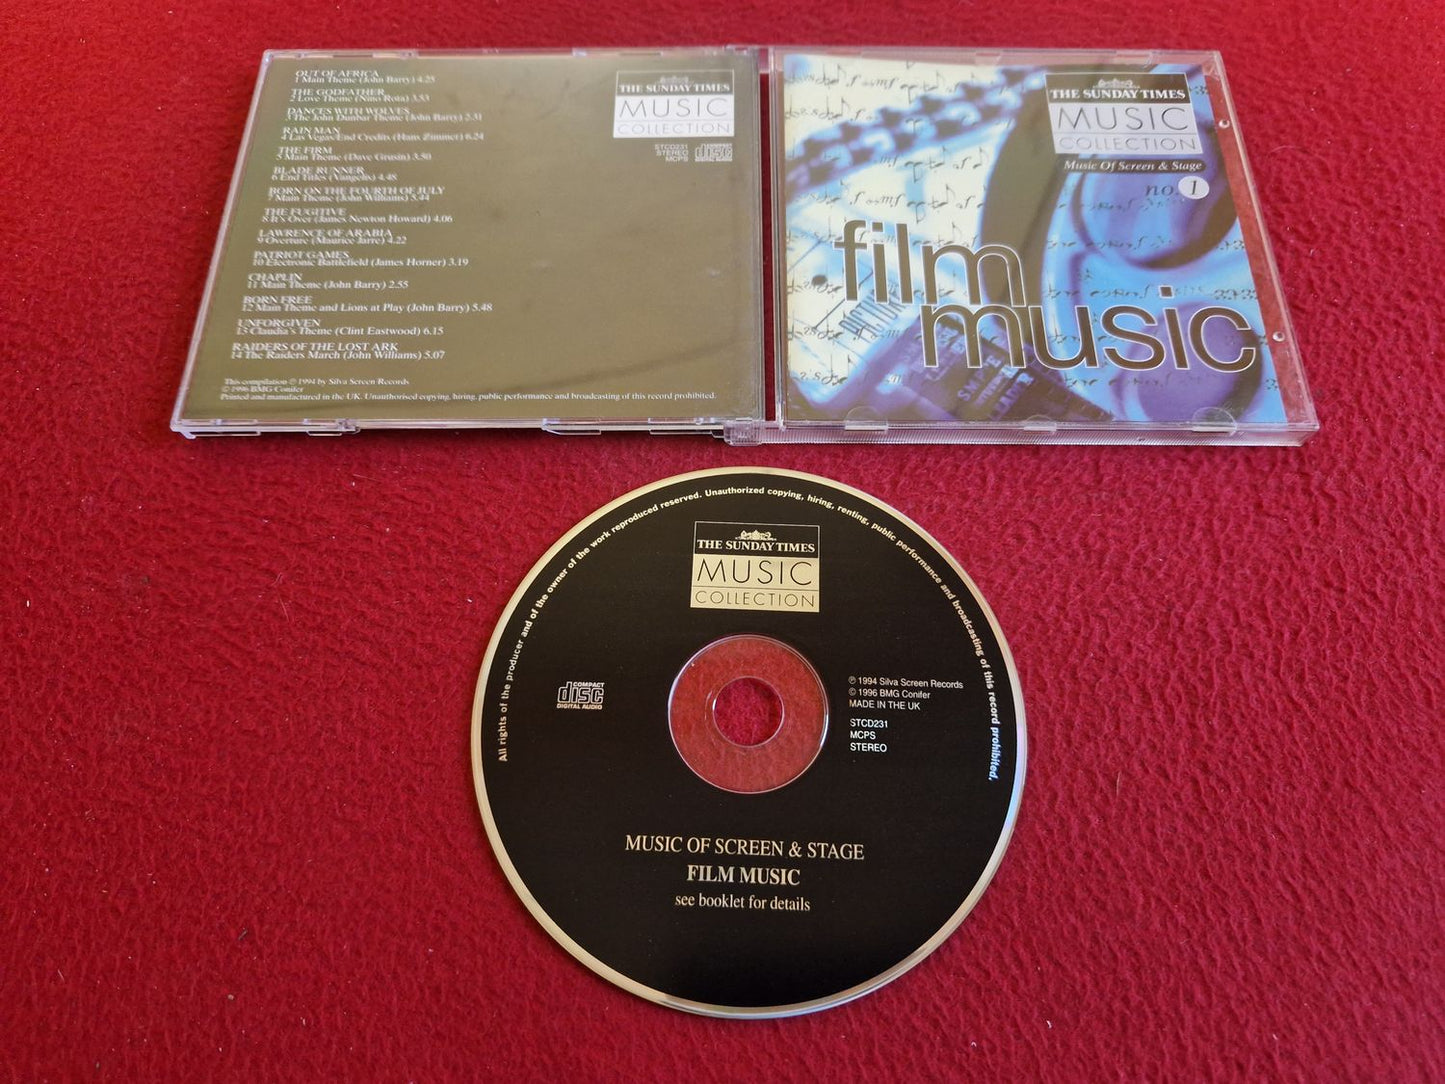 OUT OF AFRICA
1 Main Theme (John Barry) 4.25
THE GODFATHER
2 Love Theme (Nino Rota) 3.53
DANCES WITH WOLVES
3 The John Dunbar Theme (John Barry) 2.31
RAIN MAN
4 Las Vegas/End Credits (Hans Zimmer) 6.24
THE FIRM
5 Main Theme (Dave Grusin) 3.50
BLADE RUNNER
6 End Titles (Vangelis) 4.48
BORN ON THE FOURTH OF JULY
7 Main Theme (John Williams) 5.44
THE FUGITIVE
8 It's Over (James Newton Howard) 4.06
LAWRENCE OF ARABIA
9 Overture (Maurice Jarre) 4.22
PATRIOT GAMES
10 Electronic Battlefield (James Horner) 3.19
CHAPLIN
11 Main Theme (John Barry) 2.55
BORN FREE
12 Main Theme and Lions at Play (John Barry) 5.48
UNFORGIVEN
13 Claudia's Theme (Clint Eastwood) 6.15
RAIDERS OF THE LOST ARK
14 The Raiders March (John Williams) 5.07
This compilation ℗ 1994 by Silva Screen Records
© 1996 BMG Conifer
Printed and manufactured in the UK. Unauthorised copying, hiring, public performance and broadcasting of this record prohibited.
THE SUNDAY TIMES
MUSIC
COLLECTION
STCD231
STEREO
MCPS
COMPACT
disc
DIGITAL AUDIO
THE SUNDAY TIMES
MUSIC
COLLECTION
Music Of Screen & Stage
no. 1
film
music
All rights of the producer and of the owner of the work reproduced reserved. Unauthorized copying, hiring, renting, public performance and broadcasting of this record prohibited.
THE SUNDAY TIMES
MUSIC
COLLECTION
COMPACT
disc
DIGITAL AUDIO
℗ 1994 Silva Screen Records
© 1996 BMG Conifer
MADE IN THE UK
STCD231
MCPS
STEREO
MUSIC OF SCREEN & STAGE
FILM MUSIC
see booklet for details